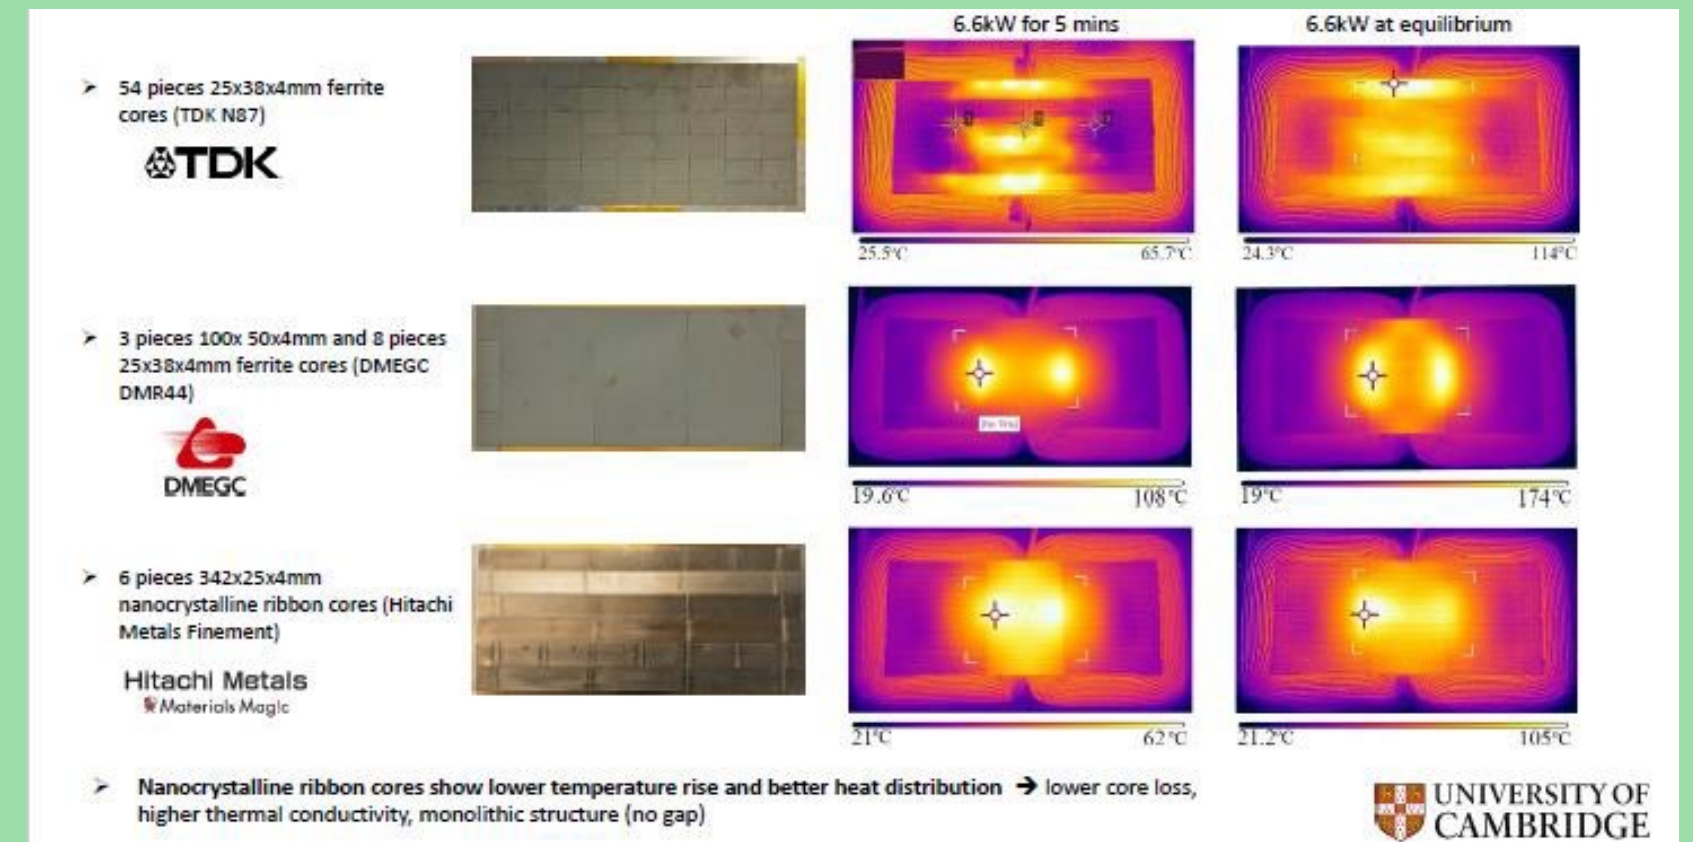 6.6kW for 5 mins
6.6kW at equilibrium
➢ 54 pieces 25x38x4mm ferrite
cores (TDK N87)
TDK
25.5°C
65.7°C
24.3°C
114°C
➢ 3 pieces 100x 50x4mm and 8 pieces
25x38x4mm ferrite cores (DMEGC
DMR44)
DMEGC
19.6°C
108°C
19°C
174°C
➢ 6 pieces 342x25x4mm
nanocrystalline ribbon cores (Hitachi
Metals Finement)
Hitachi Metals
Materials Magic
21°C
62°C
21.2°C
105°C
➢ Nanocrystalline ribbon cores show lower temperature rise and better heat distribution ➔ lower core loss,
higher thermal conductivity, monolithic structure (no gap)
UNIVERSITY OF
CAMBRIDGE